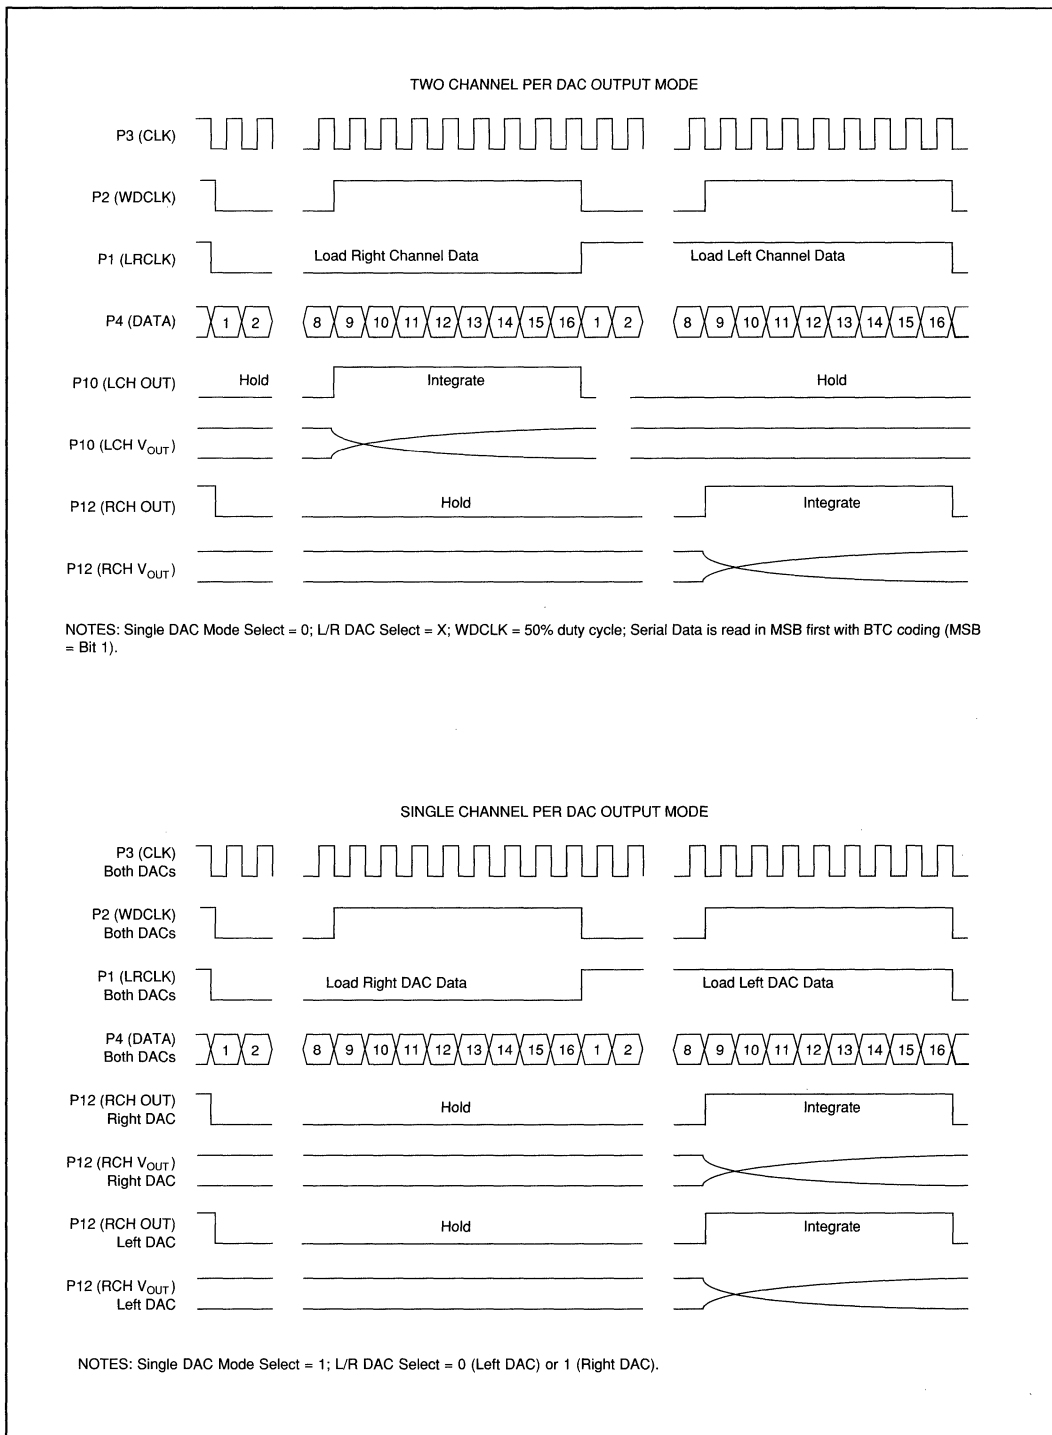 TWO CHANNEL PER DAC OUTPUT MODE
P3 (CLK)
P2 (WDCLK)
P1 (LRCLK) Load Right Channel Data Load Left Channel Data
P4 (DATA) 1 2 8 9 10 11 12 13 14 15 16 1 2 8 9 10 11 12 13 14 15 16
P10 (LCH OUT) Hold Integrate Hold
P10 (LCH VOUT)
P12 (RCH OUT) Hold Integrate
P12 (RCH VOUT)
NOTES: Single DAC Mode Select = 0; L/R DAC Select = X; WDCLK = 50% duty cycle; Serial Data is read in MSB first with BTC coding (MSB
= Bit 1).
SINGLE CHANNEL PER DAC OUTPUT MODE
P3 (CLK)
Both DACs
P2 (WDCLK)
Both DACs
P1 (LRCLK) Load Right DAC Data Load Left DAC Data
Both DACs
P4 (DATA) 1 2 8 9 10 11 12 13 14 15 16 1 2 8 9 10 11 12 13 14 15 16
Both DACs
P12 (RCH OUT) Hold Integrate
Right DAC
P12 (RCH VOUT)
Right DAC
P12 (RCH OUT) Hold Integrate
Left DAC
P12 (RCH VOUT)
Left DAC
NOTES: Single DAC Mode Select = 1; L/R DAC Select = 0 (Left DAC) or 1 (Right DAC).